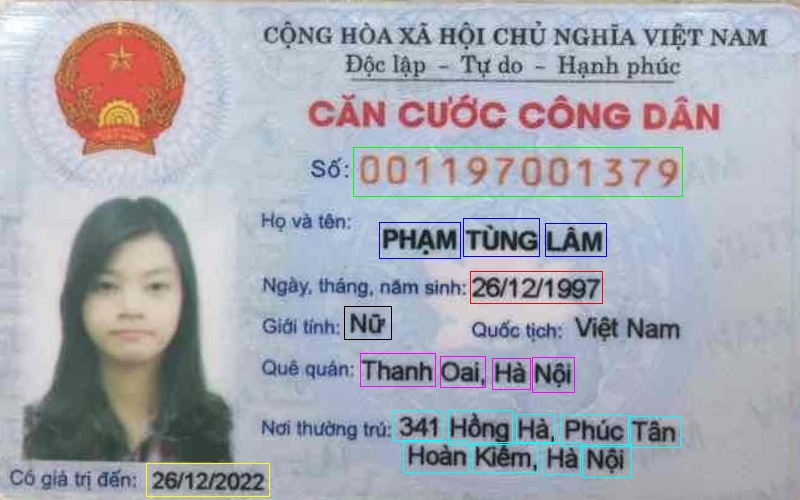 CỘNG HÒA XÃ HỘI CHỦ NGHĨA VIỆT NAM
Độc lập - Tự do - Hạnh phúc
CĂN CƯỚC CÔNG DÂN
Số: 001197001379
Họ và tên: PHẠM TÙNG LÂM
Ngày, tháng, năm sinh: 26/12/1997
Giới tính: Nữ Quốc tịch: Việt Nam
Quê quán: Thanh Oai, Hà Nội
Nơi thường trú: 341 Hồng Hà, Phúc Tân
Hoàn Kiếm, Hà Nội
Có giá trị đến: 26/12/2022